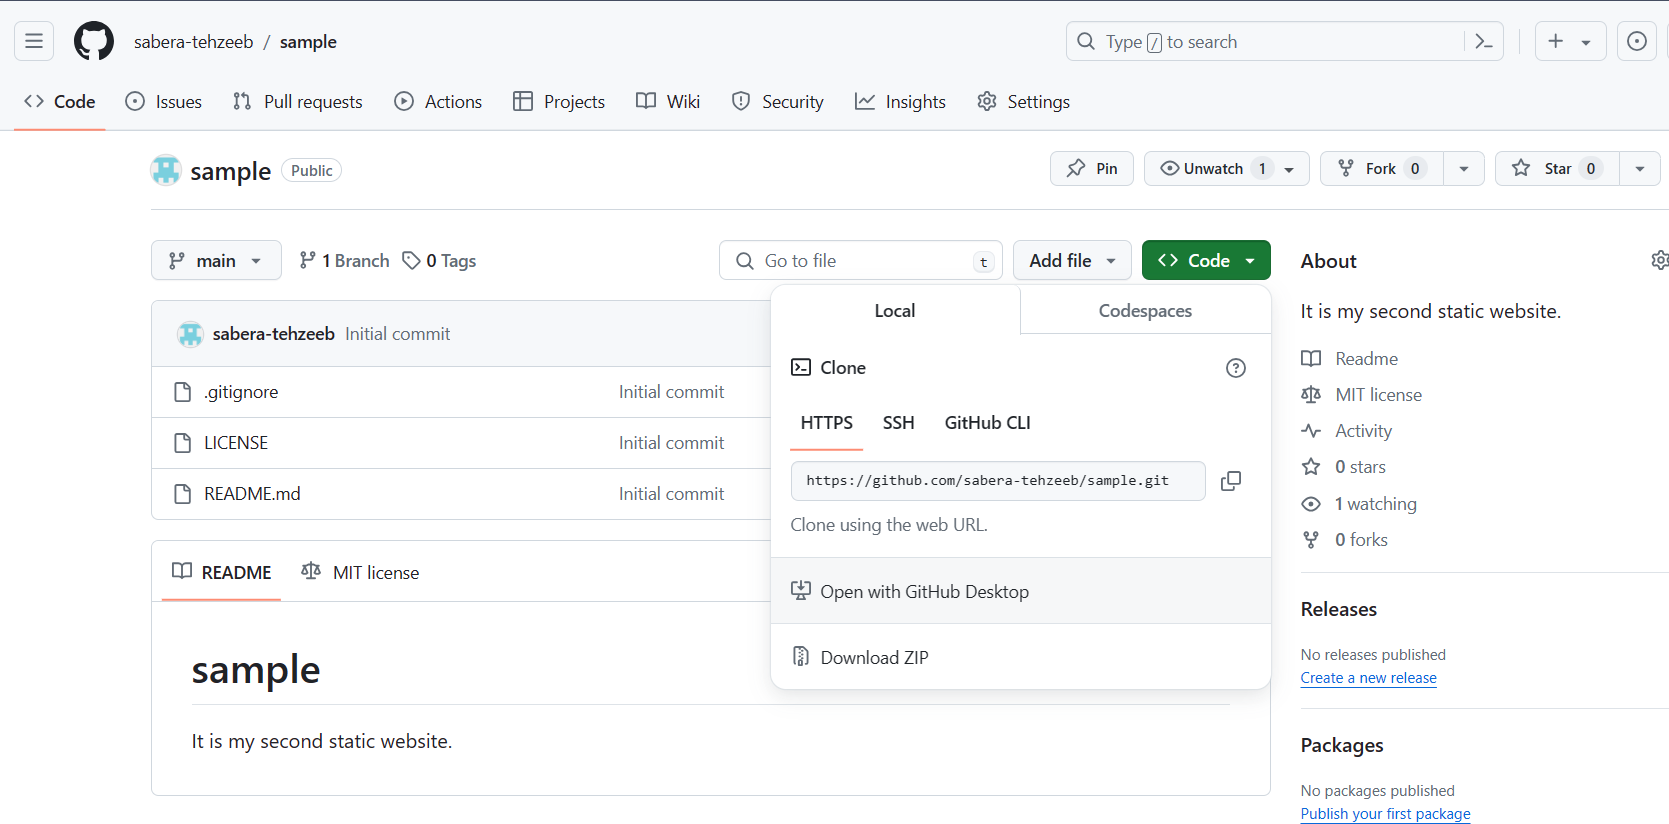 sabera-tehzeeb / sample
Type / to search
Code Issues Pull requests Actions Projects Wiki Security Insights Settings
sample Public
Pin Unwatch 1 Fork 0 Star 0
main 1 Branch 0 Tags Go to file t Add file Code
sabera-tehzeeb Initial commit
.gitignore Initial commit
LICENSE Initial commit
README.md Initial commit
Local Codespaces
Clone
HTTPS SSH GitHub CLI
https://github.com/sabera-tehzeeb/sample.git
Clone using the web URL.
Open with GitHub Desktop
Download ZIP
README MIT license
sample
It is my second static website.
About
It is my second static website.
Readme
MIT license
Activity
0 stars
1 watching
0 forks
Releases
No releases published
Create a new release
Packages
No packages published
Publish your first package